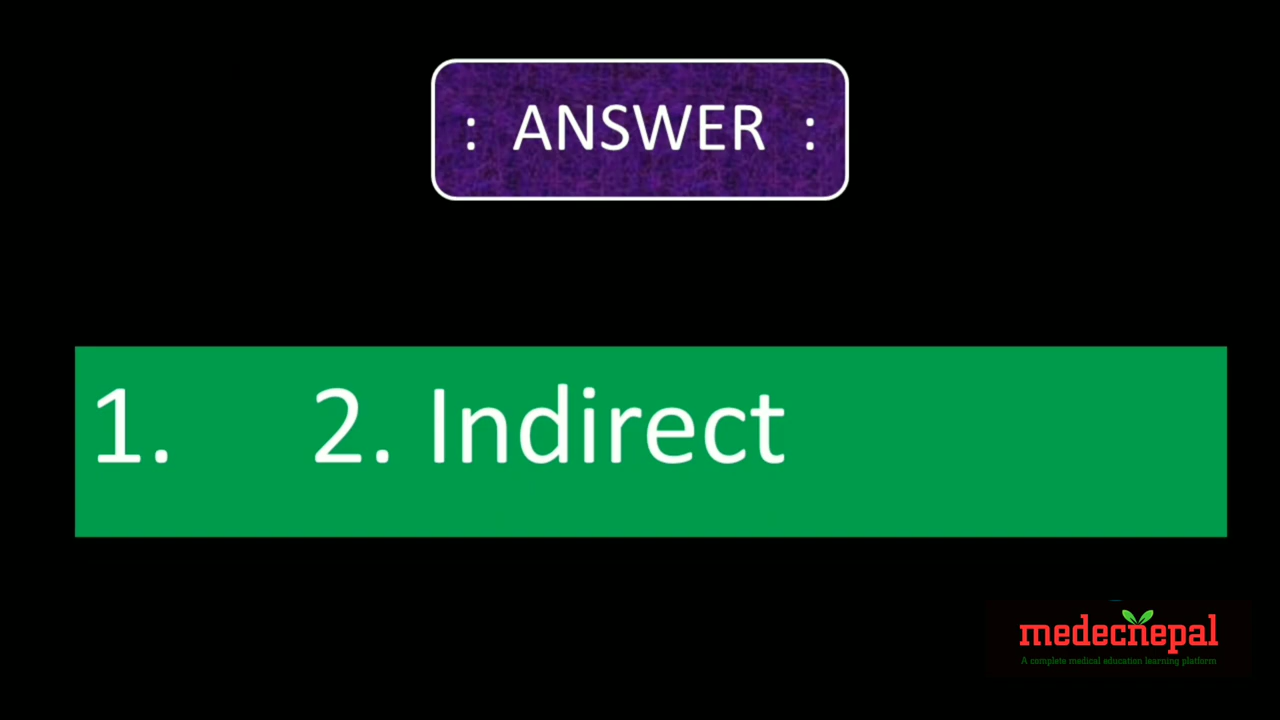 : ANSWER :
1. 2. Indirect
medecnepal
A complete medical education learning platform